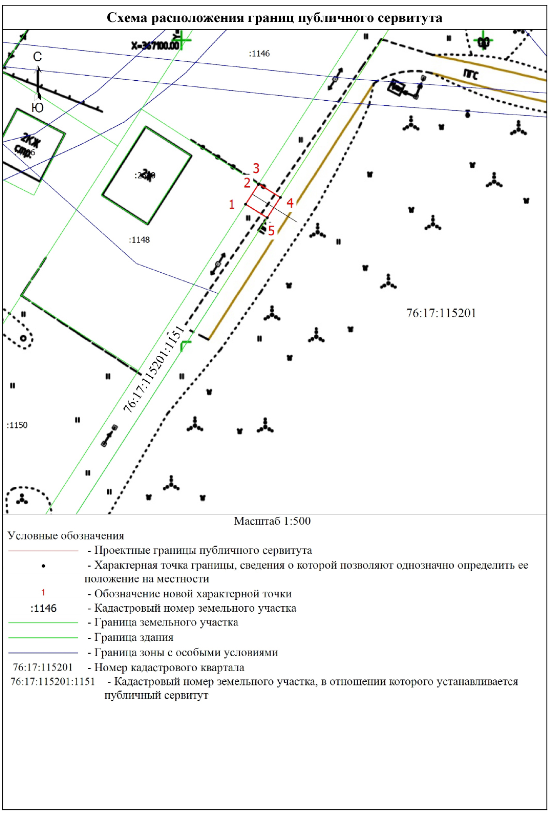 Схема расположения границ публичного сервитута
X=367100.00
:1146
С
Ю
ПГС
2КЖ
стр.
2К
3
2
1
4
5
:1148
76:17:115201
76:17:115201:1151
:1150
Масштаб 1:500
Условные обозначения
- Проектные границы публичного сервитута
- Характерная точка границы, сведения о которой позволяют однозначно определить ее
положение на местности
1 - Обозначение новой характерной точки
:1146 - Кадастровый номер земельного участка
- Граница земельного участка
- Граница здания
- Граница зоны с особыми условиями
76:17:115201 - Номер кадастрового квартала
76:17:115201:1151 - Кадастровый номер земельного участка, в отношении которого устанавливается
публичный сервитут